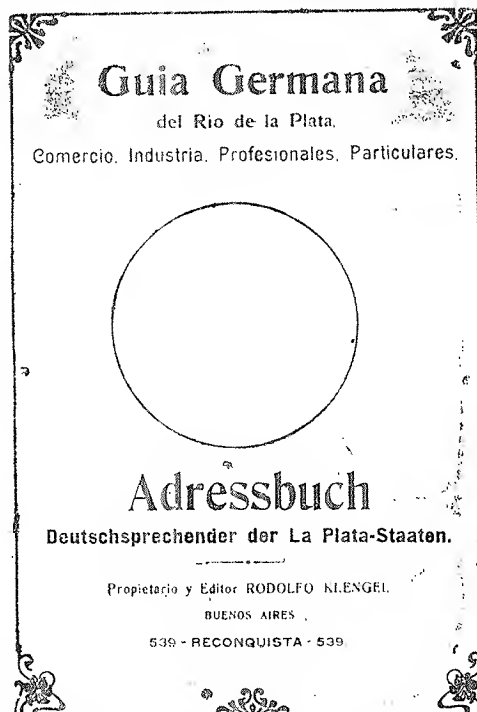 Guia Germana
del Rio de la Plata,
Comercio, Industria, Profesionales, Particulares.
Adressbuch
Deutschsprechender der La Plata-Staaten.
Propietario y Editor RODOLFO KLENGEL
BUENOS AIRES
539 - RECONQUISTA - 539